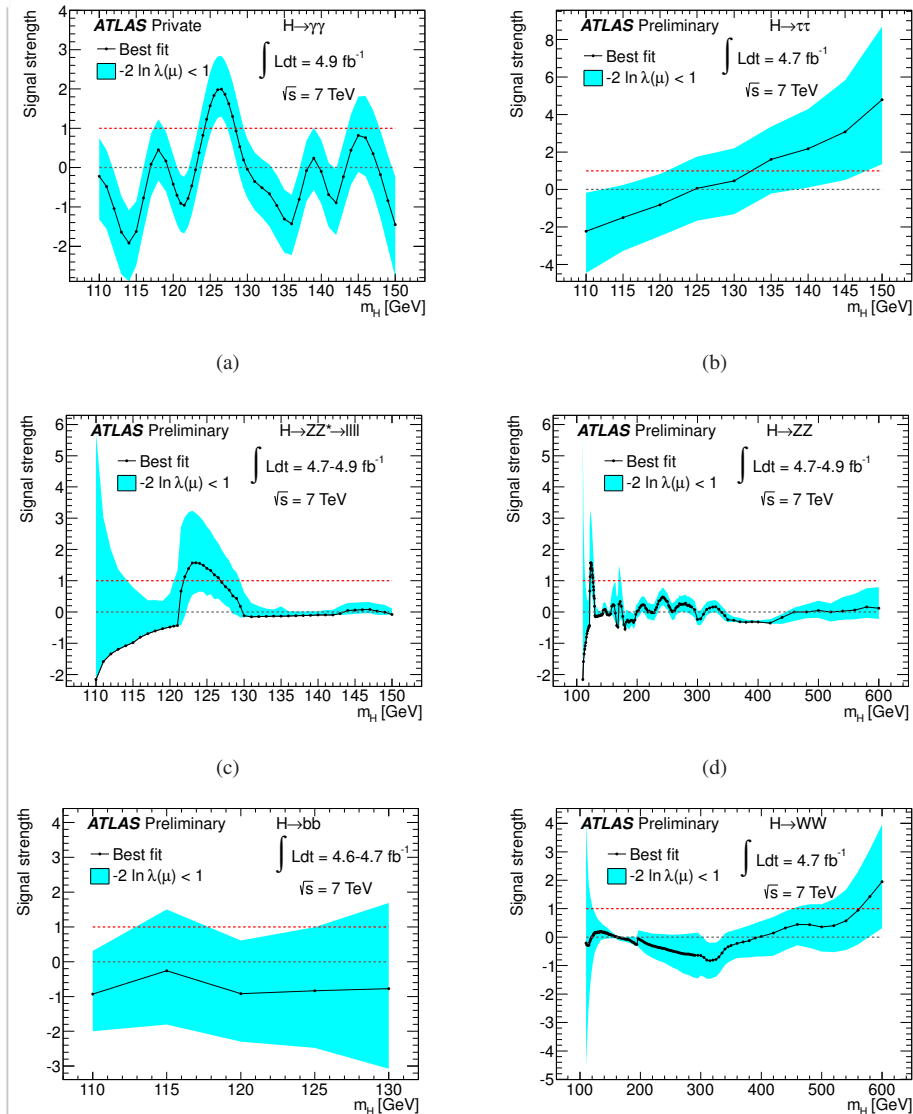 ATLAS Private H→γγ
Best fit
-2 ln λ(μ) < 1
∫ Ldt = 4.9 fb⁻¹
√s = 7 TeV
Signal strength
4
3
2
1
0
-1
-2
110 115 120 125 130 135 140 145 150
m_H [GeV]
(a)
ATLAS Preliminary H→ττ
Best fit
-2 ln λ(μ) < 1
∫ Ldt = 4.7 fb⁻¹
√s = 7 TeV
Signal strength
8
6
4
2
0
-2
-4
110 115 120 125 130 135 140 145 150
m_H [GeV]
(b)
ATLAS Preliminary H→ZZ*→llll
Best fit
-2 ln λ(μ) < 1
∫ Ldt = 4.7-4.9 fb⁻¹
√s = 7 TeV
Signal strength
6
5
4
3
2
1
0
-1
-2
110 115 120 125 130 135 140 145 150
m_H [GeV]
(c)
ATLAS Preliminary H→ZZ
Best fit
-2 ln λ(μ) < 1
∫ Ldt = 4.7-4.9 fb⁻¹
√s = 7 TeV
Signal strength
6
5
4
3
2
1
0
-1
-2
100 200 300 400 500 600
m_H [GeV]
(d)
ATLAS Preliminary H→bb
Best fit
-2 ln λ(μ) < 1
∫ Ldt = 4.6-4.7 fb⁻¹
√s = 7 TeV
Signal strength
4
3
2
1
0
-1
-2
-3
110 115 120 125 130
m_H [GeV]
ATLAS Preliminary H→WW
Best fit
-2 ln λ(μ) < 1
∫ Ldt = 4.7 fb⁻¹
√s = 7 TeV
Signal strength
4
3
2
1
0
-1
-2
-3
-4
-5
100 200 300 400 500 600
m_H [GeV]